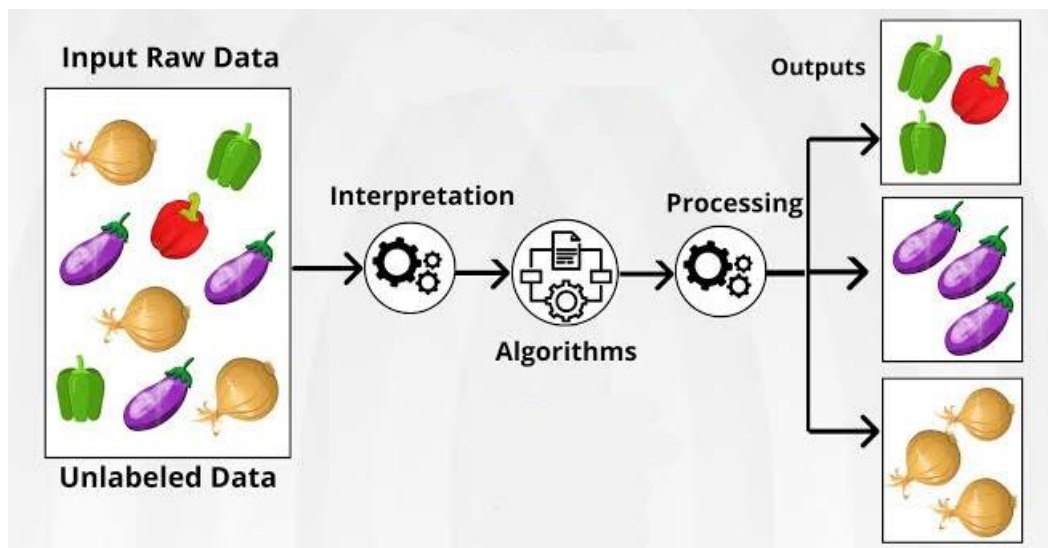 Input Raw Data
Outputs
Interpretation
Processing
Algorithms
Unlabeled Data